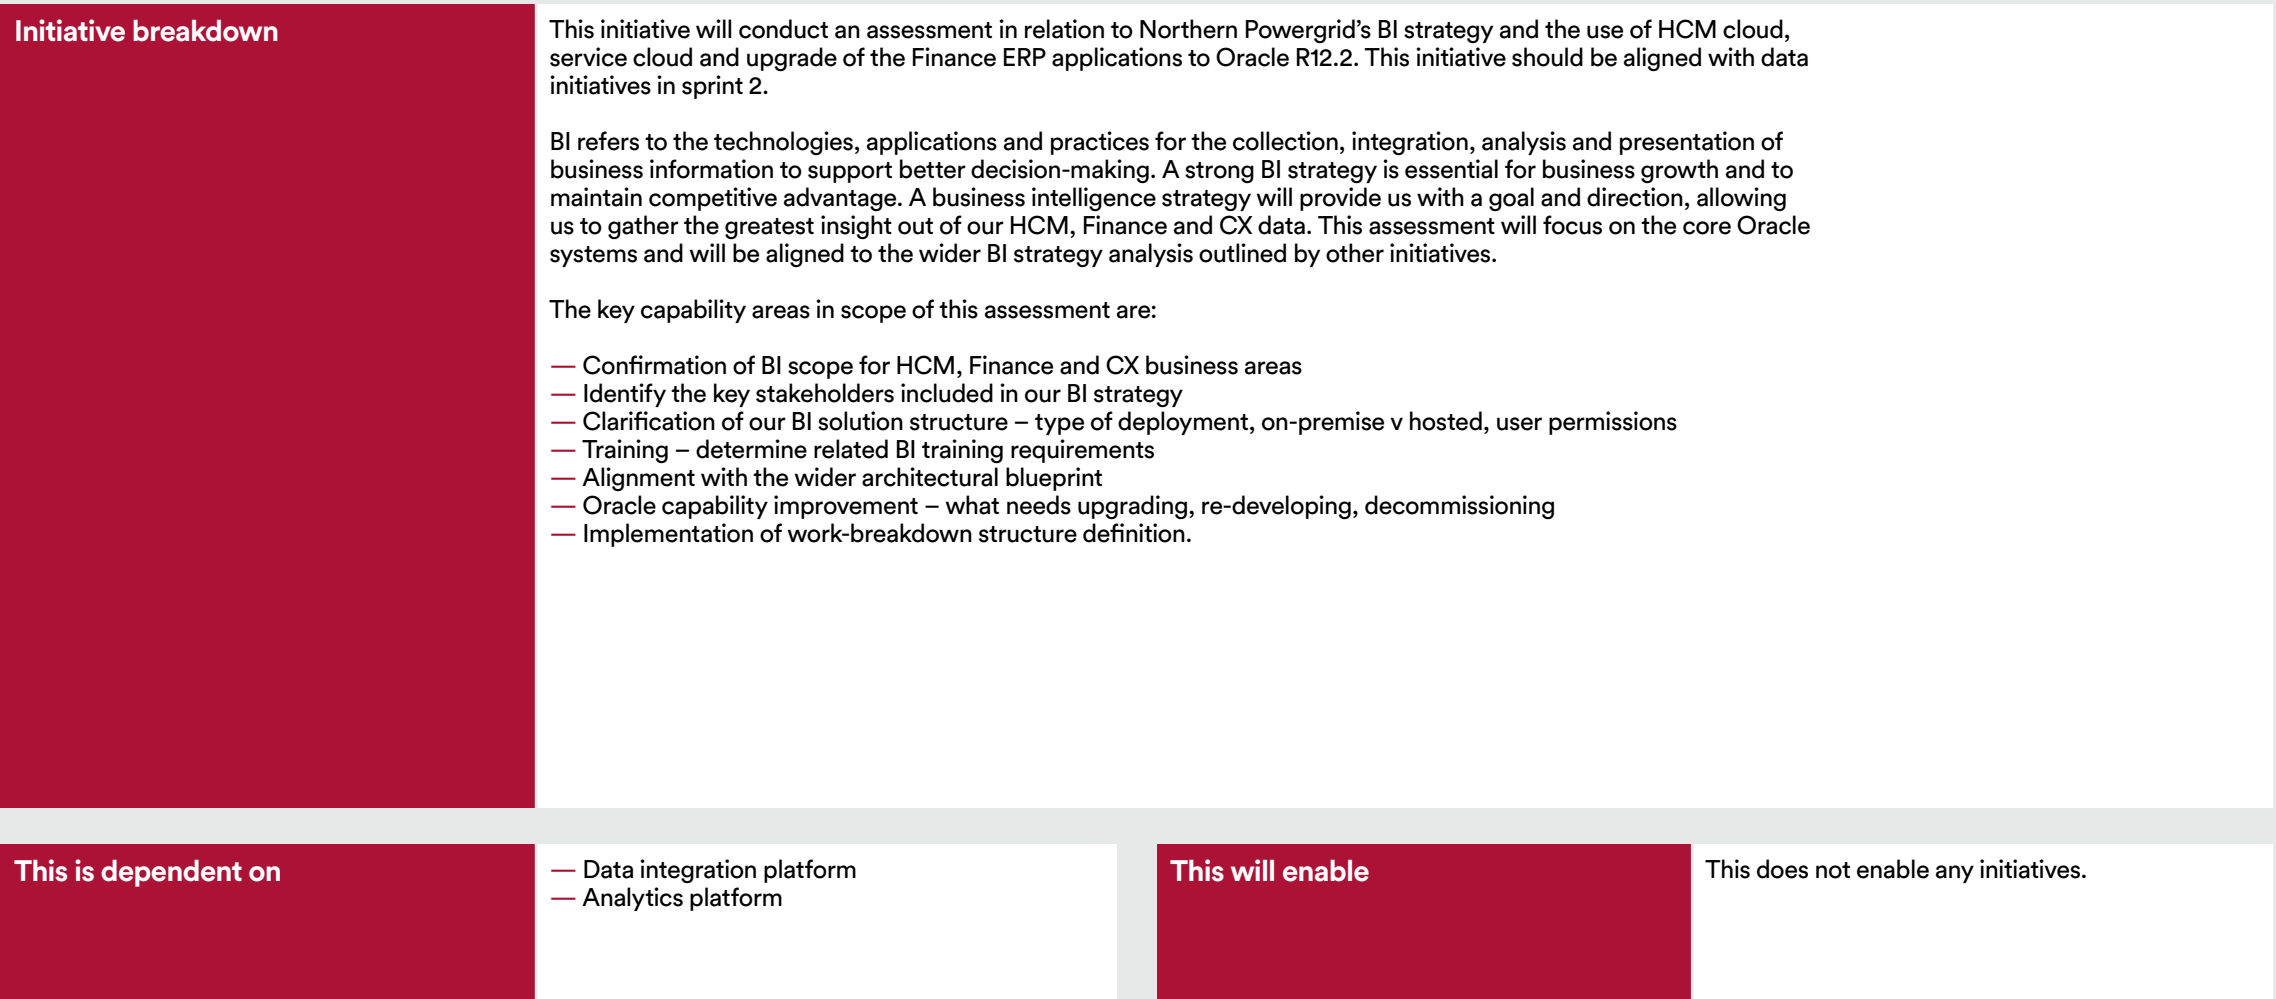 Initiative breakdown
This initiative will conduct an assessment in relation to Northern Powergrid’s BI strategy and the use of HCM cloud,
service cloud and upgrade of the Finance ERP applications to Oracle R12.2. This initiative should be aligned with data
initiatives in sprint 2.
BI refers to the technologies, applications and practices for the collection, integration, analysis and presentation of
business information to support better decision-making. A strong BI strategy is essential for business growth and to
maintain competitive advantage. A business intelligence strategy will provide us with a goal and direction, allowing
us to gather the greatest insight out of our HCM, Finance and CX data. This assessment will focus on the core Oracle
systems and will be aligned to the wider BI strategy analysis outlined by other initiatives.
The key capability areas in scope of this assessment are:
— Confirmation of BI scope for HCM, Finance and CX business areas
— Identify the key stakeholders included in our BI strategy
— Clarification of our BI solution structure – type of deployment, on-premise v hosted, user permissions
— Training – determine related BI training requirements
— Alignment with the wider architectural blueprint
— Oracle capability improvement – what needs upgrading, re-developing, decommissioning
— Implementation of work-breakdown structure definition.
This is dependent on
— Data integration platform
— Analytics platform
This will enable
This does not enable any initiatives.